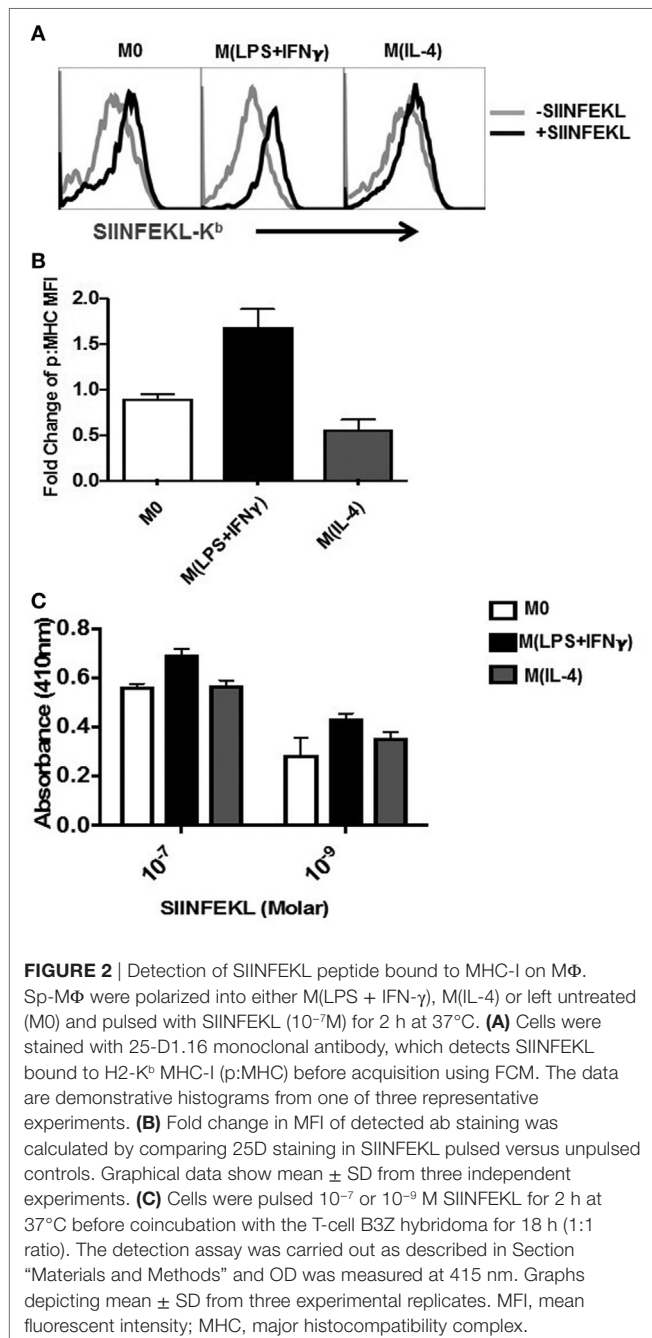 A
M0 M(LPS+IFNγ) M(IL-4)
-SIINFEKL
+SIINFEKL
SIINFEKL-Kᵇ
B
Fold Change of p:MHC MFI
2.0
1.5
1.0
0.5
0.0
M0 M(LPS+IFNγ) M(IL-4)
C
M0
M(LPS+IFNγ)
M(IL-4)
Absorbance (410nm)
0.8
0.6
0.4
0.2
0.0
10⁻⁷ 10⁻⁹
SIINFEKL (Molar)
FIGURE 2 | Detection of SIINFEKL peptide bound to MHC-I on MΦ.
Sp-MΦ were polarized into either M(LPS + IFN-γ), M(IL-4) or left untreated
(M0) and pulsed with SIINFEKL (10⁻⁷M) for 2 h at 37°C. (A) Cells were
stained with 25-D1.16 monoclonal antibody, which detects SIINFEKL
bound to H2-Kᵇ MHC-I (p:MHC) before acquisition using FCM. The data
are demonstrative histograms from one of three representative
experiments. (B) Fold change in MFI of detected ab staining was
calculated by comparing 25D staining in SIINFEKL pulsed versus unpulsed
controls. Graphical data show mean ± SD from three independent
experiments. (C) Cells were pulsed 10⁻⁷ or 10⁻⁹ M SIINFEKL for 2 h at
37°C before coincubation with the T-cell B3Z hybridoma for 18 h (1:1
ratio). The detection assay was carried out as described in Section
“Materials and Methods” and OD was measured at 415 nm. Graphs
depicting mean ± SD from three experimental replicates. MFI, mean
fluorescent intensity; MHC, major histocompatibility complex.